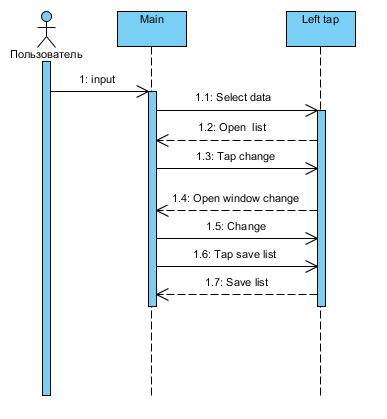 Main
Left tap
Пользователь
1: input
1.1: Select data
1.2: Open list
1.3: Tap change
1.4: Open window change
1.5: Change
1.6: Tap save list
1.7: Save list